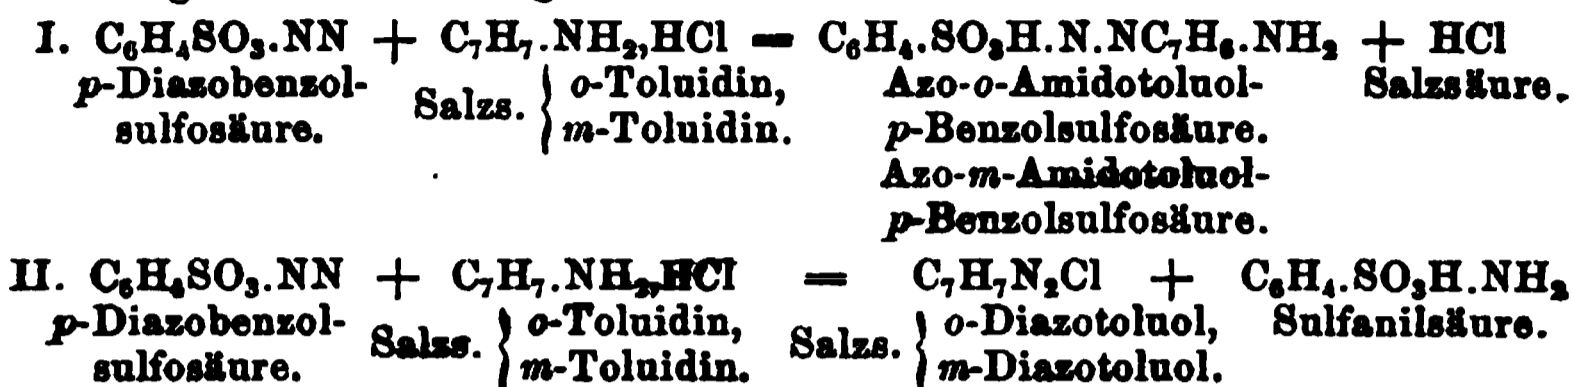 I. C₆H₄SO₃.NN + C₇H₇.NH₂,HCl = C₆H₄.SO₃H.N.NC₇H₆.NH₂ + HCl
p-Diazobenzol- Salzs. { o-Toluidin, Azo-o-Amidotoluol- Salzsäure.
sulfosäure. m-Toluidin. p-Benzolsulfosäure.
Azo-m-Amidotoluol-
p-Benzolsulfosäure.
II. C₆H₄SO₃.NN + C₇H₇.NH₂,HCl = C₇H₇N₂Cl + C₆H₄.SO₃H.NH₂
p-Diazobenzol- Salzs. { o-Toluidin, Salzs. { o-Diazotoluol, Sulfanilsäure.
sulfosäure. m-Toluidin. m-Diazotoluol.